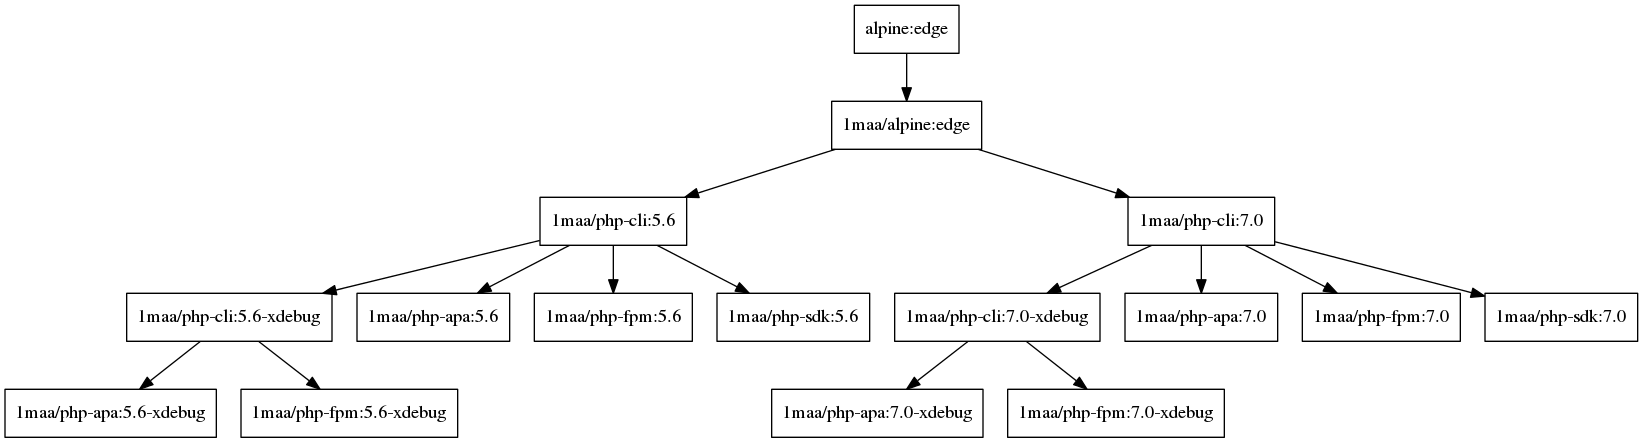 alpine:edge
1maa/alpine:edge
1maa/php-cli:5.6
1maa/php-cli:7.0
1maa/php-cli:5.6-xdebug
1maa/php-apa:5.6
1maa/php-fpm:5.6
1maa/php-sdk:5.6
1maa/php-cli:7.0-xdebug
1maa/php-apa:7.0
1maa/php-fpm:7.0
1maa/php-sdk:7.0
1maa/php-apa:5.6-xdebug
1maa/php-fpm:5.6-xdebug
1maa/php-apa:7.0-xdebug
1maa/php-fpm:7.0-xdebug